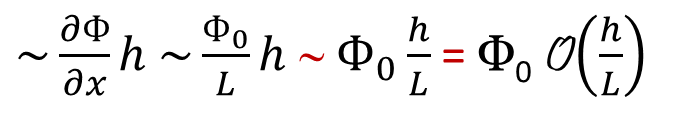 ~ ∂Φ/∂x h ~ Φ₀/L h ~ Φ₀ h/L = Φ₀ 𝒪(h/L)